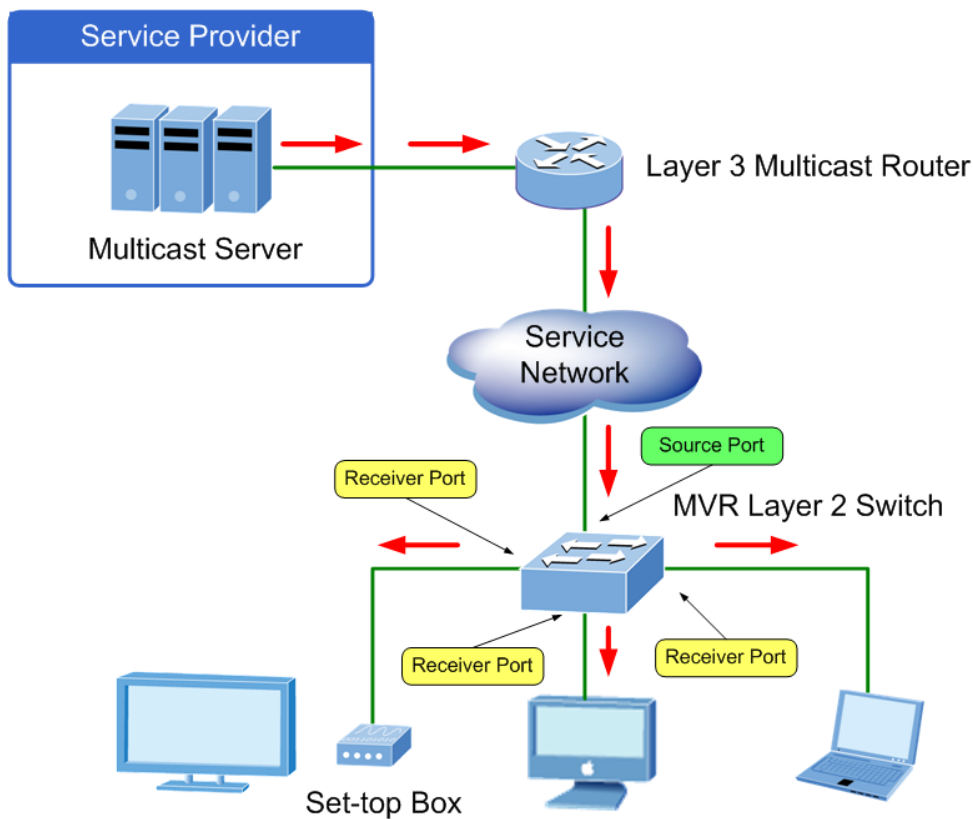 Service Provider
Multicast Server
Layer 3 Multicast Router
Service
Network
Source Port
Receiver Port
MVR Layer 2 Switch
Receiver Port
Receiver Port
Set-top Box